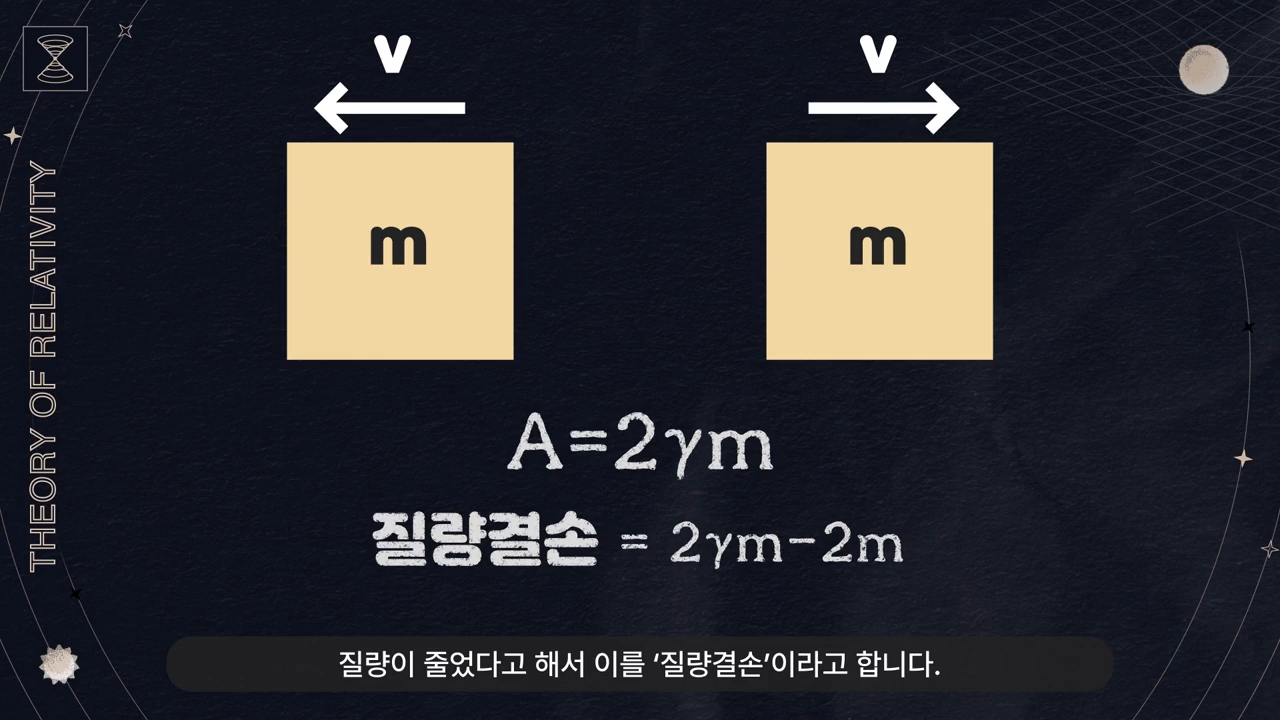 THEORY OF RELATIVITY
v
v
m
m
A=2γm
질량결손 = 2γm-2m
질량이 줄었다고 해서 이를 ‘질량결손’이라고 합니다.